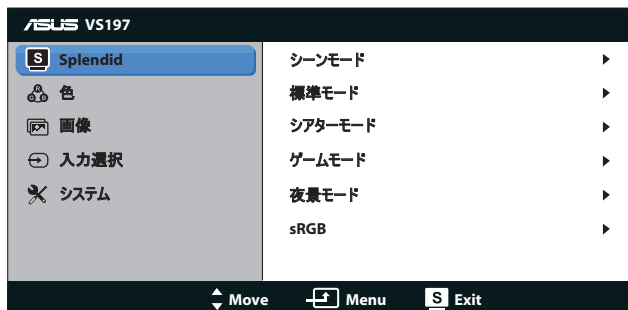 ASUS VS197
S Splendid
色
画像
入力選択
システム
シーンモード
標準モード
シアターモード
ゲームモード
夜景モード
sRGB
Move Menu S Exit